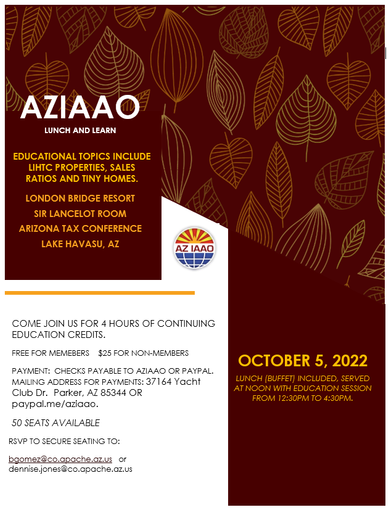 AZIAAO
LUNCH AND LEARN
EDUCATIONAL TOPICS INCLUDE
LIHTC PROPERTIES, SALES
RATIOS AND TINY HOMES.
LONDON BRIDGE RESORT
SIR LANCELOT ROOM
ARIZONA TAX CONFERENCE
LAKE HAVASU, AZ
AZ IAAO
COME JOIN US FOR 4 HOURS OF CONTINUING
EDUCATION CREDITS.
FREE FOR MEMEBERS $25 FOR NON-MEMBERS
PAYMENT: CHECKS PAYABLE TO AZIAAO OR PAYPAL.
MAILING ADDRESS FOR PAYMENTS: 37164 Yacht
Club Dr. Parker, AZ 85344 OR
paypal.me/azIaao.
50 SEATS AVAILABLE
RSVP TO SECURE SEATING TO:
bgomez@co.apache.az.us or
dennise.jones@co.apache.az.us
OCTOBER 5, 2022
LUNCH (BUFFET) INCLUDED, SERVED
AT NOON WITH EDUCATION SESSION
FROM 12:30PM TO 4:30PM.